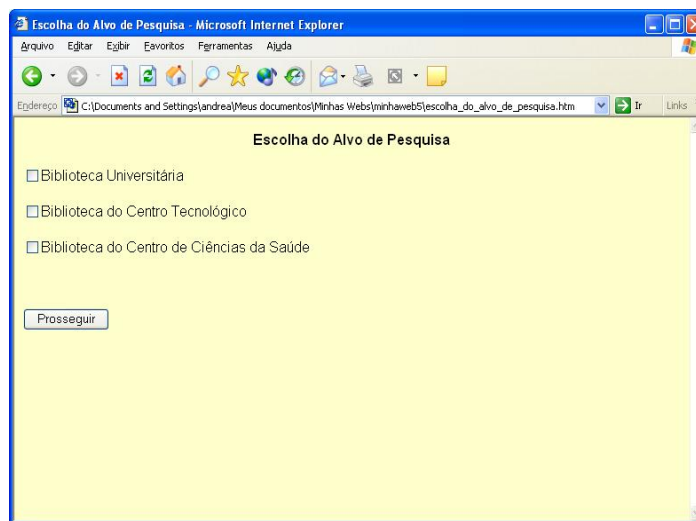 Escolha do Alvo de Pesquisa - Microsoft Internet Explorer
Arquivo Editar Exibir Favoritos Ferramentas Ajuda
Endereço C:\Documents and Settings\andrea\Meus documentos\Minhas Webs\minhaweb5\escolha_do_alvo_de_pesquisa.htm Ir Links
Escolha do Alvo de Pesquisa
Biblioteca Universitária
Biblioteca do Centro Tecnológico
Biblioteca do Centro de Ciências da Saúde
Prosseguir